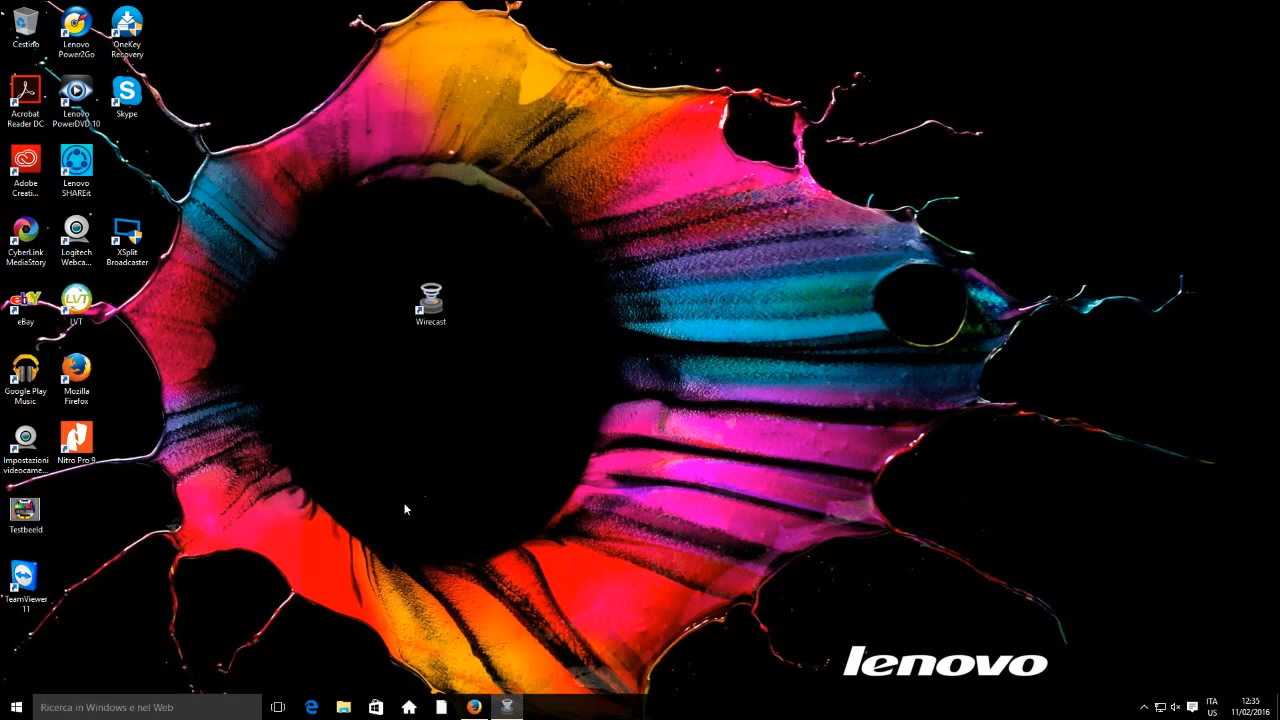 Cestino
Lenovo
Power2Go
OneKey
Recovery
Acrobat
Reader DC
Lenovo
PowerDVD 10
Skype
Adobe
Creati...
Lenovo
SHAREit
CyberLink
MediaStory
Logitech
Webca...
XSplit
Broadcaster
ebY
eBay
LVT
LVT
Wirecast
Google Play
Music
Mozilla
Firefox
Impostazioni
videocame...
Nitro Pro 9
Testbeeld
TeamViewer
11
lenovo
Ricerca in Windows e nel Web
ITA
US
12:35
11/02/2016